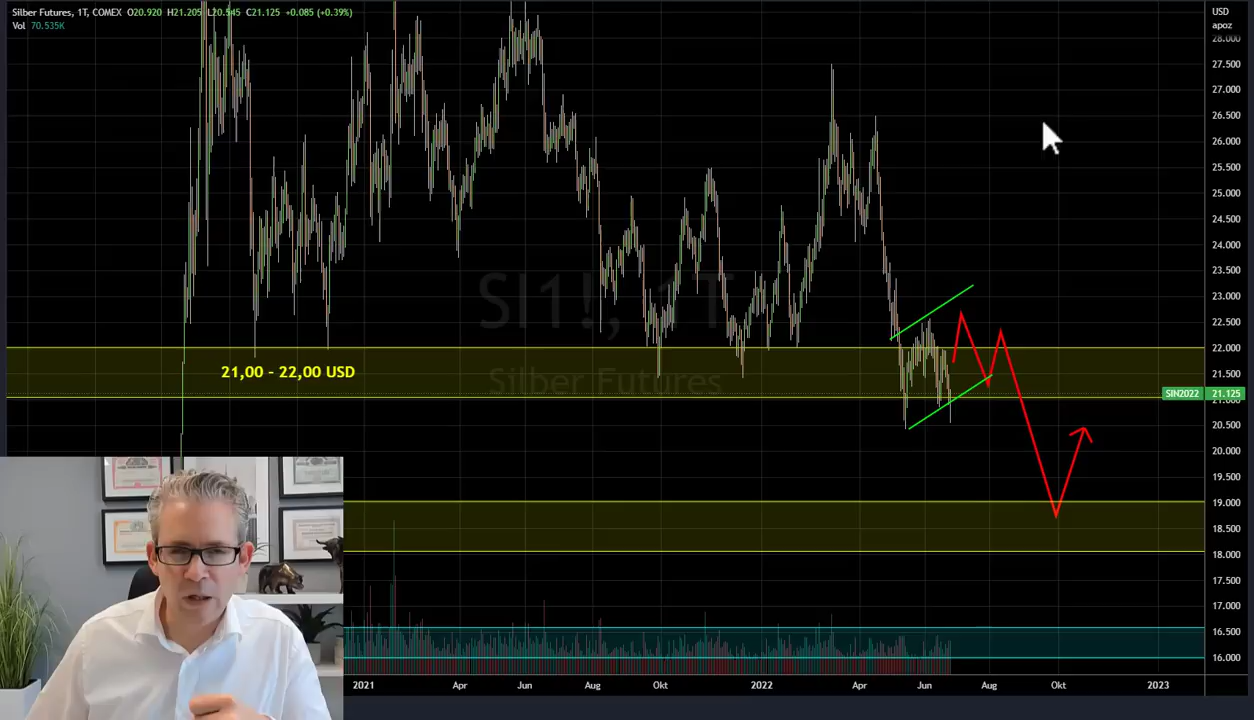 Silber Futures, 1T, COMEX O20.920 H21.205 L20.545 C21.125 +0.085 (+0.39%)
Vol 70.535K
USD
apoz
28.000
27.500
27.000
26.500
26.000
25.500
25.000
24.500
24.000
23.500
23.000
22.500
22.000
21.500
SIN2022 21.125
21.000
20.500
20.000
19.500
19.000
18.500
18.000
17.500
17.000
16.500
16.000
SI1!, 1T
Silber Futures
21,00 - 22,00 USD
2021 Apr Jun Aug Okt 2022 Apr Jun Aug Okt 2023